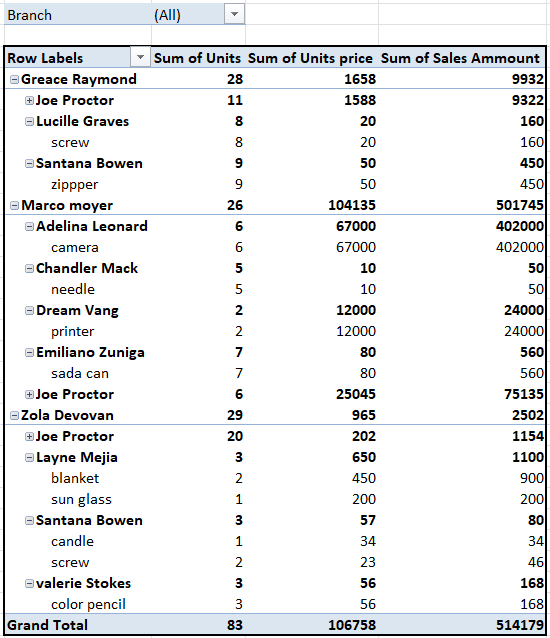 Branch (All)
Row Labels Sum of Units Sum of Units price Sum of Sales Ammount
Greace Raymond 28 1658 9932
Joe Proctor 11 1588 9322
Lucille Graves 8 20 160
screw 8 20 160
Santana Bowen 9 50 450
zippper 9 50 450
Marco moyer 26 104135 501745
Adelina Leonard 6 67000 402000
camera 6 67000 402000
Chandler Mack 5 10 50
needle 5 10 50
Dream Vang 2 12000 24000
printer 2 12000 24000
Emiliano Zuniga 7 80 560
sada can 7 80 560
Joe Proctor 6 25045 75135
Zola Devovan 29 965 2502
Joe Proctor 20 202 1154
Layne Mejia 3 650 1100
blanket 2 450 900
sun glass 1 200 200
Santana Bowen 3 57 80
candle 1 34 34
screw 2 23 46
valerie Stokes 3 56 168
color pencil 3 56 168
Grand Total 83 106758 514179